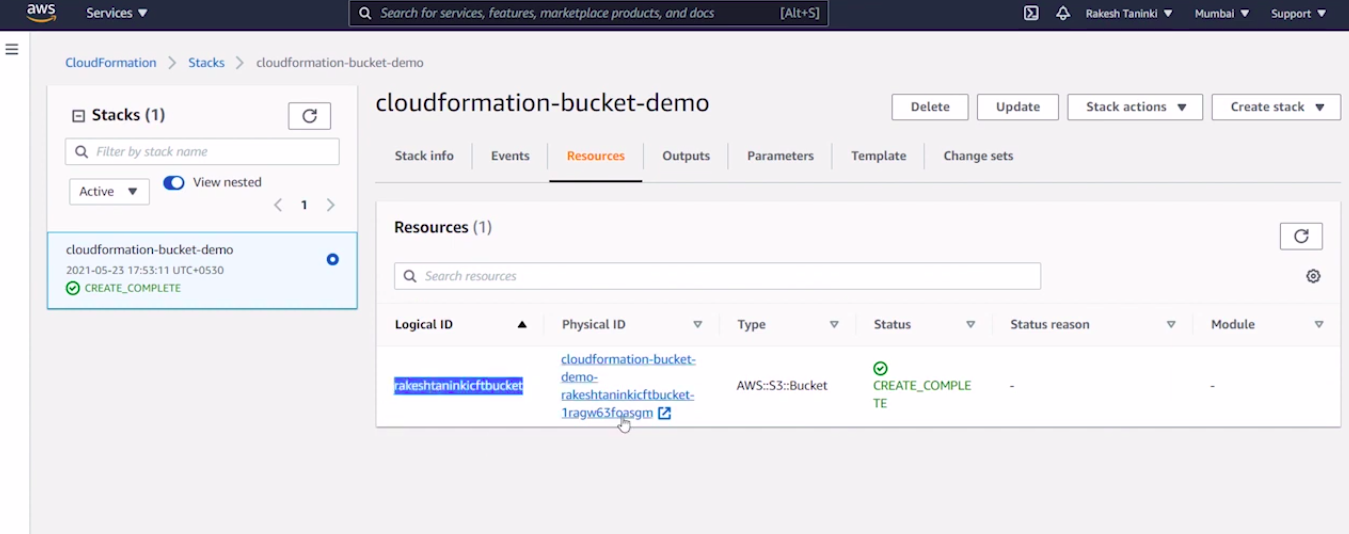 aws Services Search for services, features, marketplace products, and docs [Alt+S] Rakesh Taninki Mumbai Support
CloudFormation > Stacks > cloudformation-bucket-demo
Stacks (1)
Filter by stack name
Active View nested
1
cloudformation-bucket-demo
2021-05-23 17:53:11 UTC+0530
CREATE_COMPLETE
cloudformation-bucket-demo
Delete Update Stack actions Create stack
Stack info Events Resources Outputs Parameters Template Change sets
Resources (1)
Search resources
Logical ID Physical ID Type Status Status reason Module
rakeshtaninkicftbucket
cloudformation-bucket-
demo-
rakeshtaninkicftbucket-
AWS::S3::Bucket
CREATE_COMPLE
TE
-
-